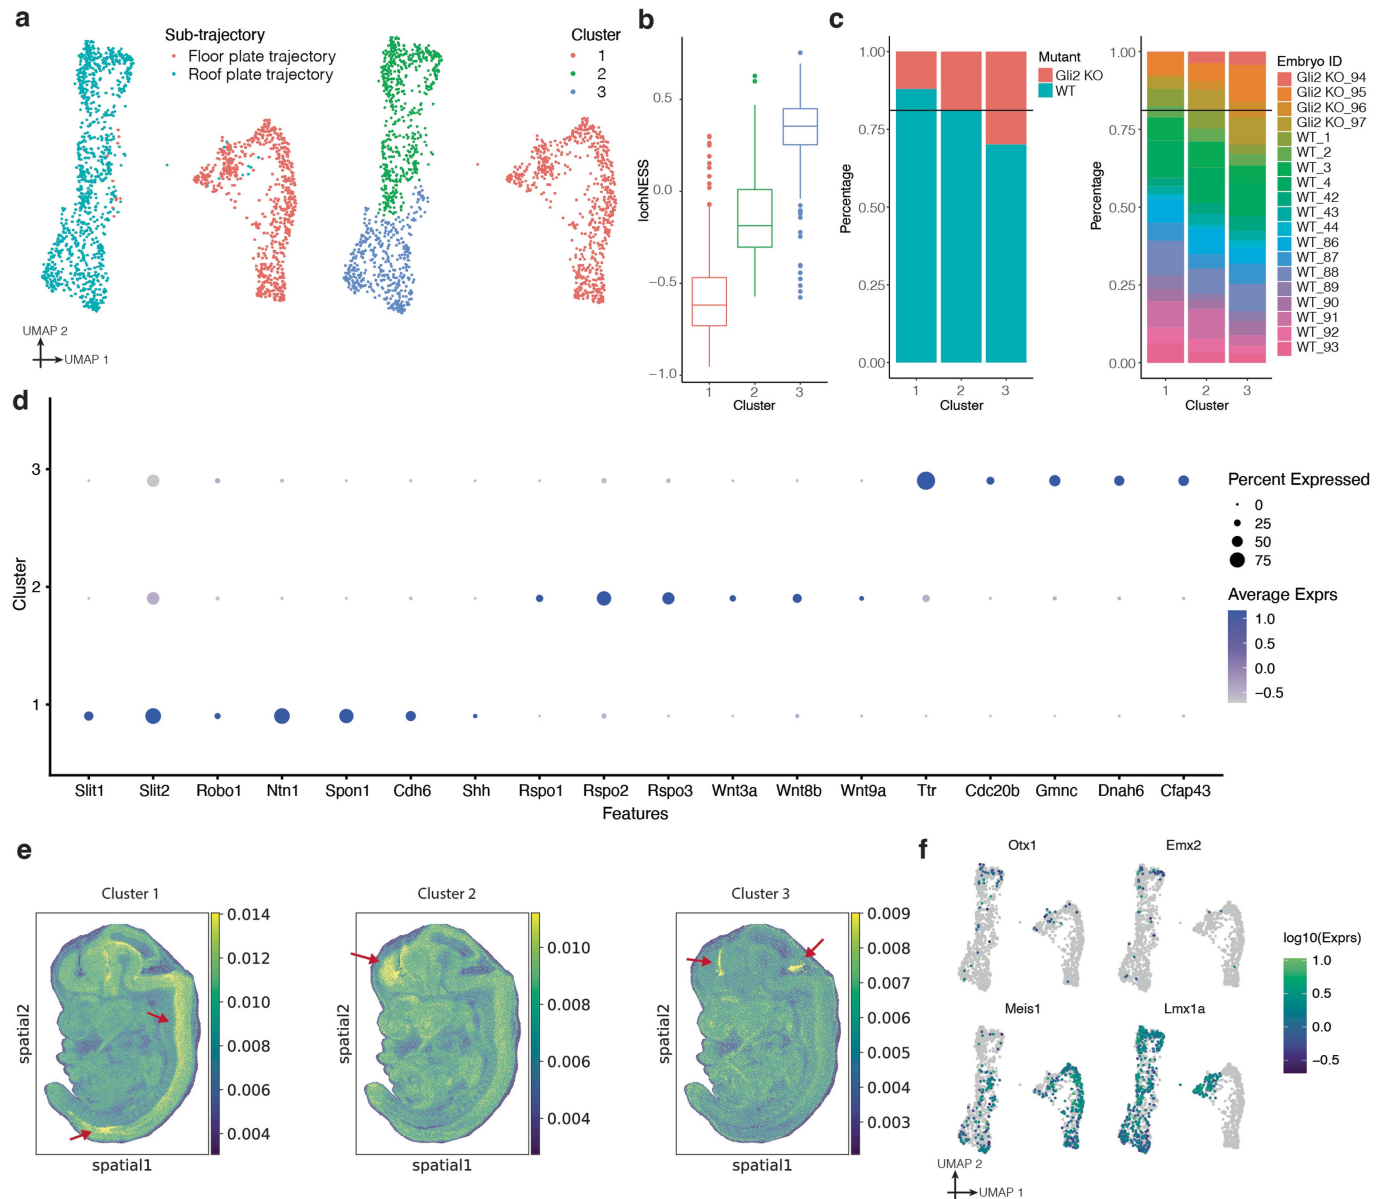 a
Sub-trajectory
Floor plate trajectory
Roof plate trajectory
Cluster
1
2
3
UMAP 2
UMAP 1
b
lochNESS
0.5
0.0
−0.5
−1.0
1 2 3
Cluster
c
Percentage
1.00
0.75
0.50
0.25
0.00
1 2 3
Cluster
Mutant
Gli2 KO
WT
Percentage
1.00
0.75
0.50
0.25
0.00
1 2 3
Cluster
Embryo ID
Gli2 KO_94
Gli2 KO_95
Gli2 KO_96
Gli2 KO_97
WT_1
WT_2
WT_3
WT_4
WT_42
WT_43
WT_44
WT_86
WT_87
WT_88
WT_89
WT_90
WT_91
WT_92
WT_93
d
Cluster
3
2
1
Slit1 Slit2 Robo1 Ntn1 Spon1 Cdh6 Shh Rspo1 Rspo2 Rspo3 Wnt3a Wnt8b Wnt9a Ttr Cdc20b Gmnc Dnah6 Cfap43
Features
Percent Expressed
0
25
50
75
Average Exprs
1.0
0.5
0.0
−0.5
e
Cluster 1
spatial2
spatial1
0.014
0.012
0.010
0.008
0.006
0.004
Cluster 2
spatial2
spatial1
0.010
0.008
0.006
0.004
Cluster 3
spatial2
spatial1
0.009
0.008
0.007
0.006
0.005
0.004
0.003
f
Otx1
Emx2
Meis1
Lmx1a
log10(Exprs)
1.0
0.5
0.0
−0.5
UMAP 2
UMAP 1